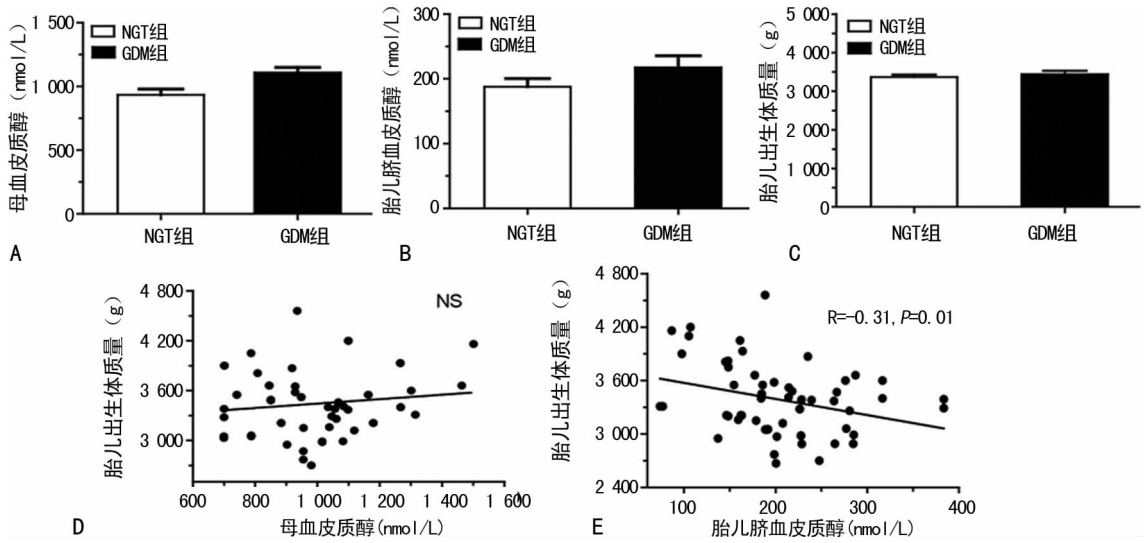 母血皮质醇（nmol/L）
1 500
1 000
500
0
NGT组
GDM组
NGT组
GDM组
A
胎儿脐血皮质醇（nmol/L）
300
200
100
0
NGT组
GDM组
NGT组
GDM组
B
胎儿出生体质量（g）
5 000
4 000
3 000
2 000
1 000
0
NGT组
GDM组
NGT组
GDM组
C
胎儿出生体质量（g）
4 800
4 200
3 600
3 000
NS
600
800
1 000
1 200
1 400
1 600
母血皮质醇(nmol/L)
D
胎儿出生体质量（g）
4 800
4 200
3 600
3 000
2 400
R=-0.31, P=0.01
100
200
300
400
胎儿脐血皮质醇(nmol/L)
E